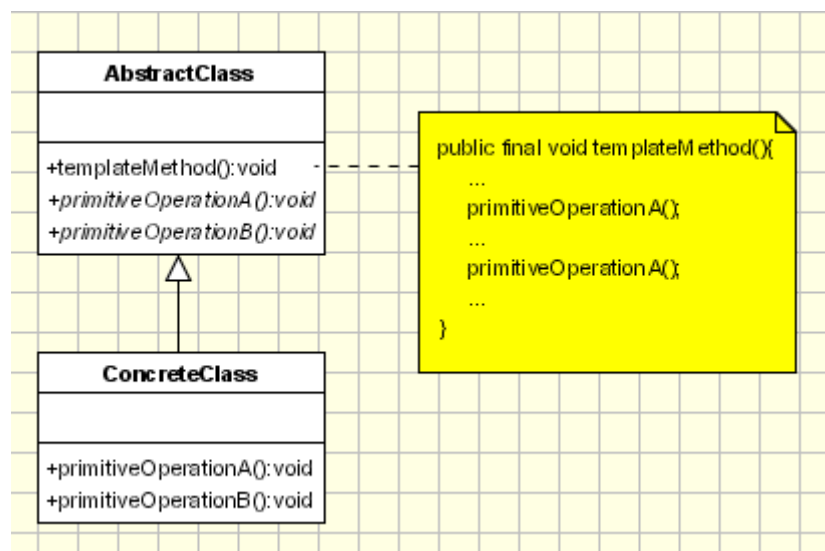 AbstractClass
+templateMethod():void
+primitiveOperationA():void
+primitiveOperationB():void
public final void templateMethod(){
...
primitiveOperationA();
...
primitiveOperationA();
...
}
ConcreteClass
+primitiveOperationA():void
+primitiveOperationB():void